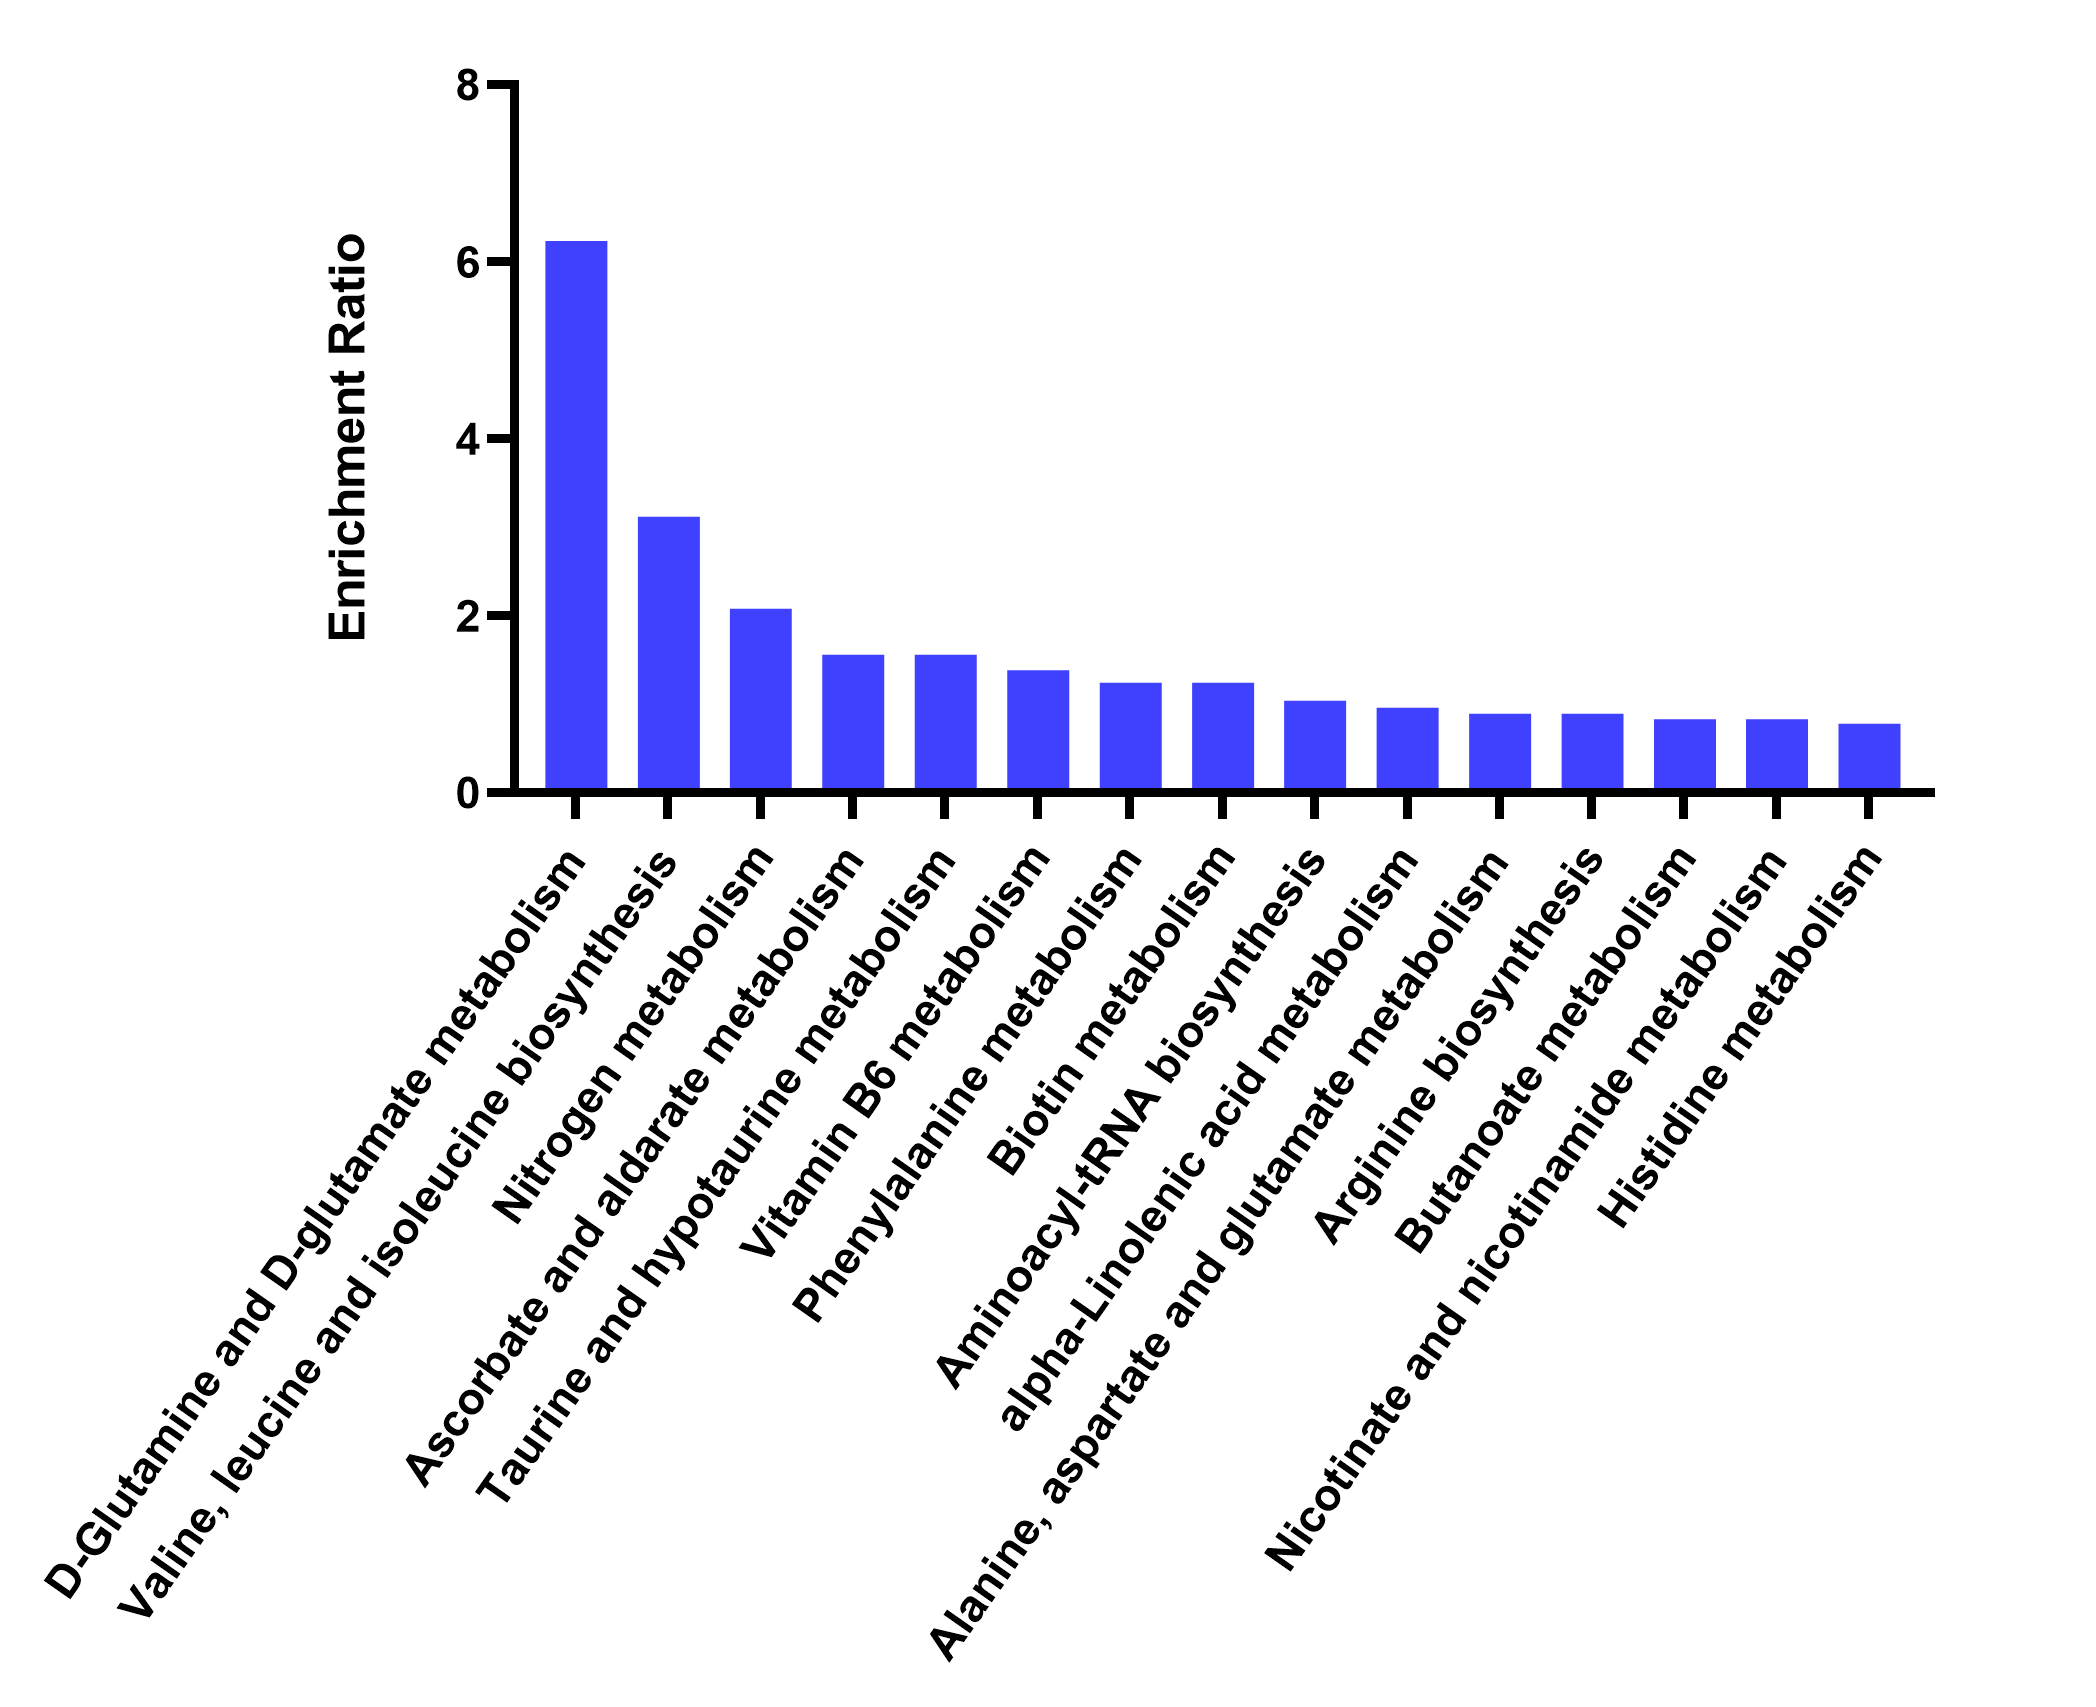 Enrichment Ratio
8
6
4
2
0
D-Glutamine and D-glutamate metabolism
Valine, leucine and isoleucine biosynthesis
Nitrogen metabolism
Ascorbate and aldarate metabolism
Taurine and hypotaurine metabolism
Vitamin B6 metabolism
Phenylalanine metabolism
Biotin metabolism
Aminoacyl-tRNA biosynthesis
alpha-Linolenic acid metabolism
Alanine, aspartate and glutamate metabolism
Arginine biosynthesis
Butanoate metabolism
Nicotinate and nicotinamide metabolism
Histidine metabolism